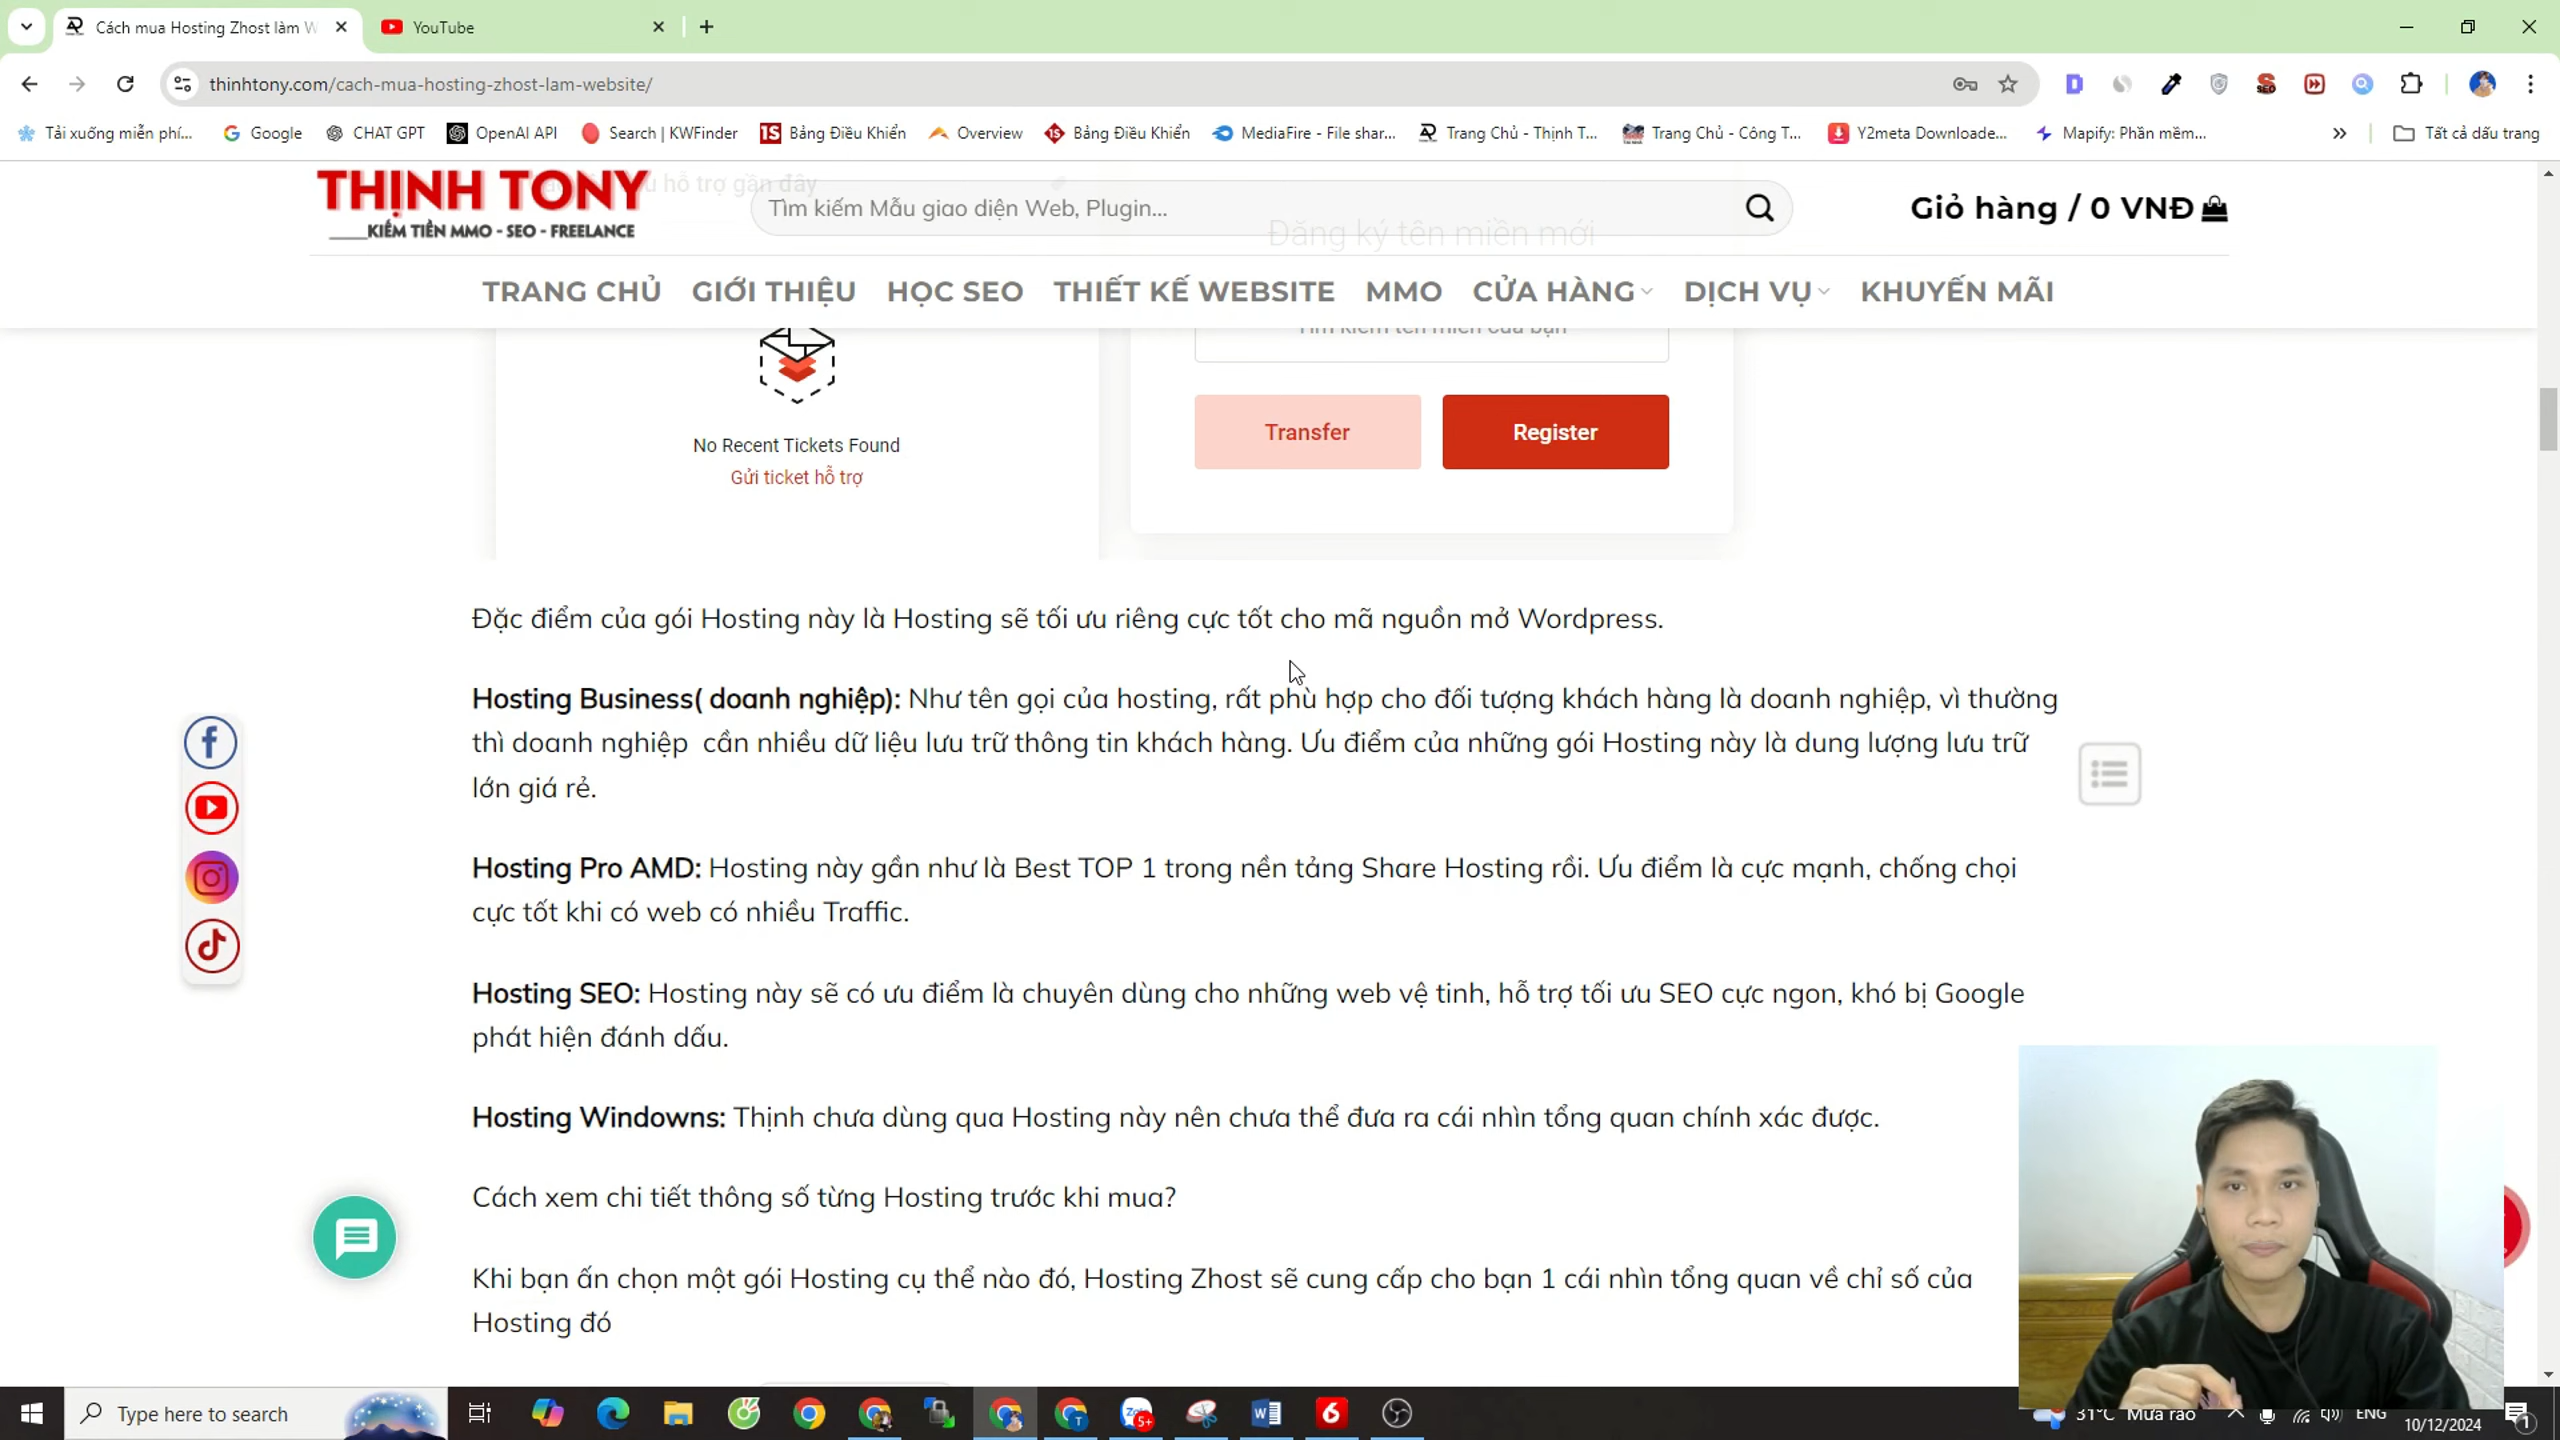 Cách mua Hosting Zhost làm W
YouTube
thinhtony.com/cach-mua-hosting-zhost-lam-website/
Tải xuống miễn phí...
Google
CHAT GPT
OpenAI API
Search | KWFinder
Bảng Điều Khiển
Overview
Bảng Điều Khiển
MediaFire - File shar...
Trang Chủ - Thịnh T...
Trang Chủ - Công T...
Y2meta Downloade...
Mapify: Phần mềm...
Tất cả dấu trang
THỊNH TONY
KIẾM TIỀN MMO - SEO - FREELANCE
hỗ trợ gần đây
Tìm kiếm Mẫu giao diện Web, Plugin...
Đăng ký tên miền mới
Giỏ hàng / 0 VNĐ
TRANG CHỦ
GIỚI THIỆU
HỌC SEO
THIẾT KẾ WEBSITE
MMO
CỬA HÀNG
DỊCH VỤ
KHUYẾN MÃI
Tìm kiếm tên miền của bạn
Transfer
Register
No Recent Tickets Found
Gửi ticket hỗ trợ
Đặc điểm của gói Hosting này là Hosting sẽ tối ưu riêng cực tốt cho mã nguồn mở Wordpress.
Hosting Business( doanh nghiệp): Như tên gọi của hosting, rất phù hợp cho đối tượng khách hàng là doanh nghiệp, vì thường
thì doanh nghiệp cần nhiều dữ liệu lưu trữ thông tin khách hàng. Ưu điểm của những gói Hosting này là dung lượng lưu trữ
lớn giá rẻ.
Hosting Pro AMD: Hosting này gần như là Best TOP 1 trong nền tảng Share Hosting rồi. Ưu điểm là cực mạnh, chống chọi
cực tốt khi có web có nhiều Traffic.
Hosting SEO: Hosting này sẽ có ưu điểm là chuyên dùng cho những web vệ tinh, hỗ trợ tối ưu SEO cực ngon, khó bị Google
phát hiện đánh dấu.
Hosting Windowns: Thịnh chưa dùng qua Hosting này nên chưa thể đưa ra cái nhìn tổng quan chính xác được.
Cách xem chi tiết thông số từng Hosting trước khi mua?
Khi bạn ấn chọn một gói Hosting cụ thể nào đó, Hosting Zhost sẽ cung cấp cho bạn 1 cái nhìn tổng quan về chỉ số của
Hosting đó
Type here to search
31°C Mưa rào
ENG
10/12/2024